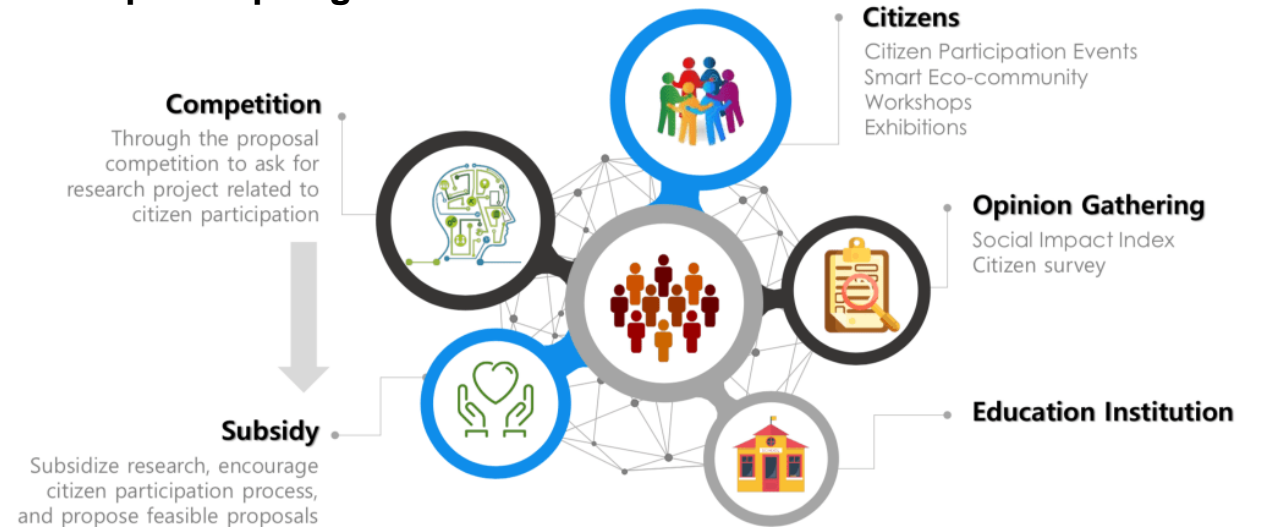 Citizens
Citizen Participation Events
Smart Eco-community
Workshops
Exhibitions
Competition
Through the proposal
competition to ask for
research project related to
citizen participation
Opinion Gathering
Social Impact Index
Citizen survey
Education Institution
Subsidy
Subsidize research, encourage
citizen participation process,
and propose feasible proposals